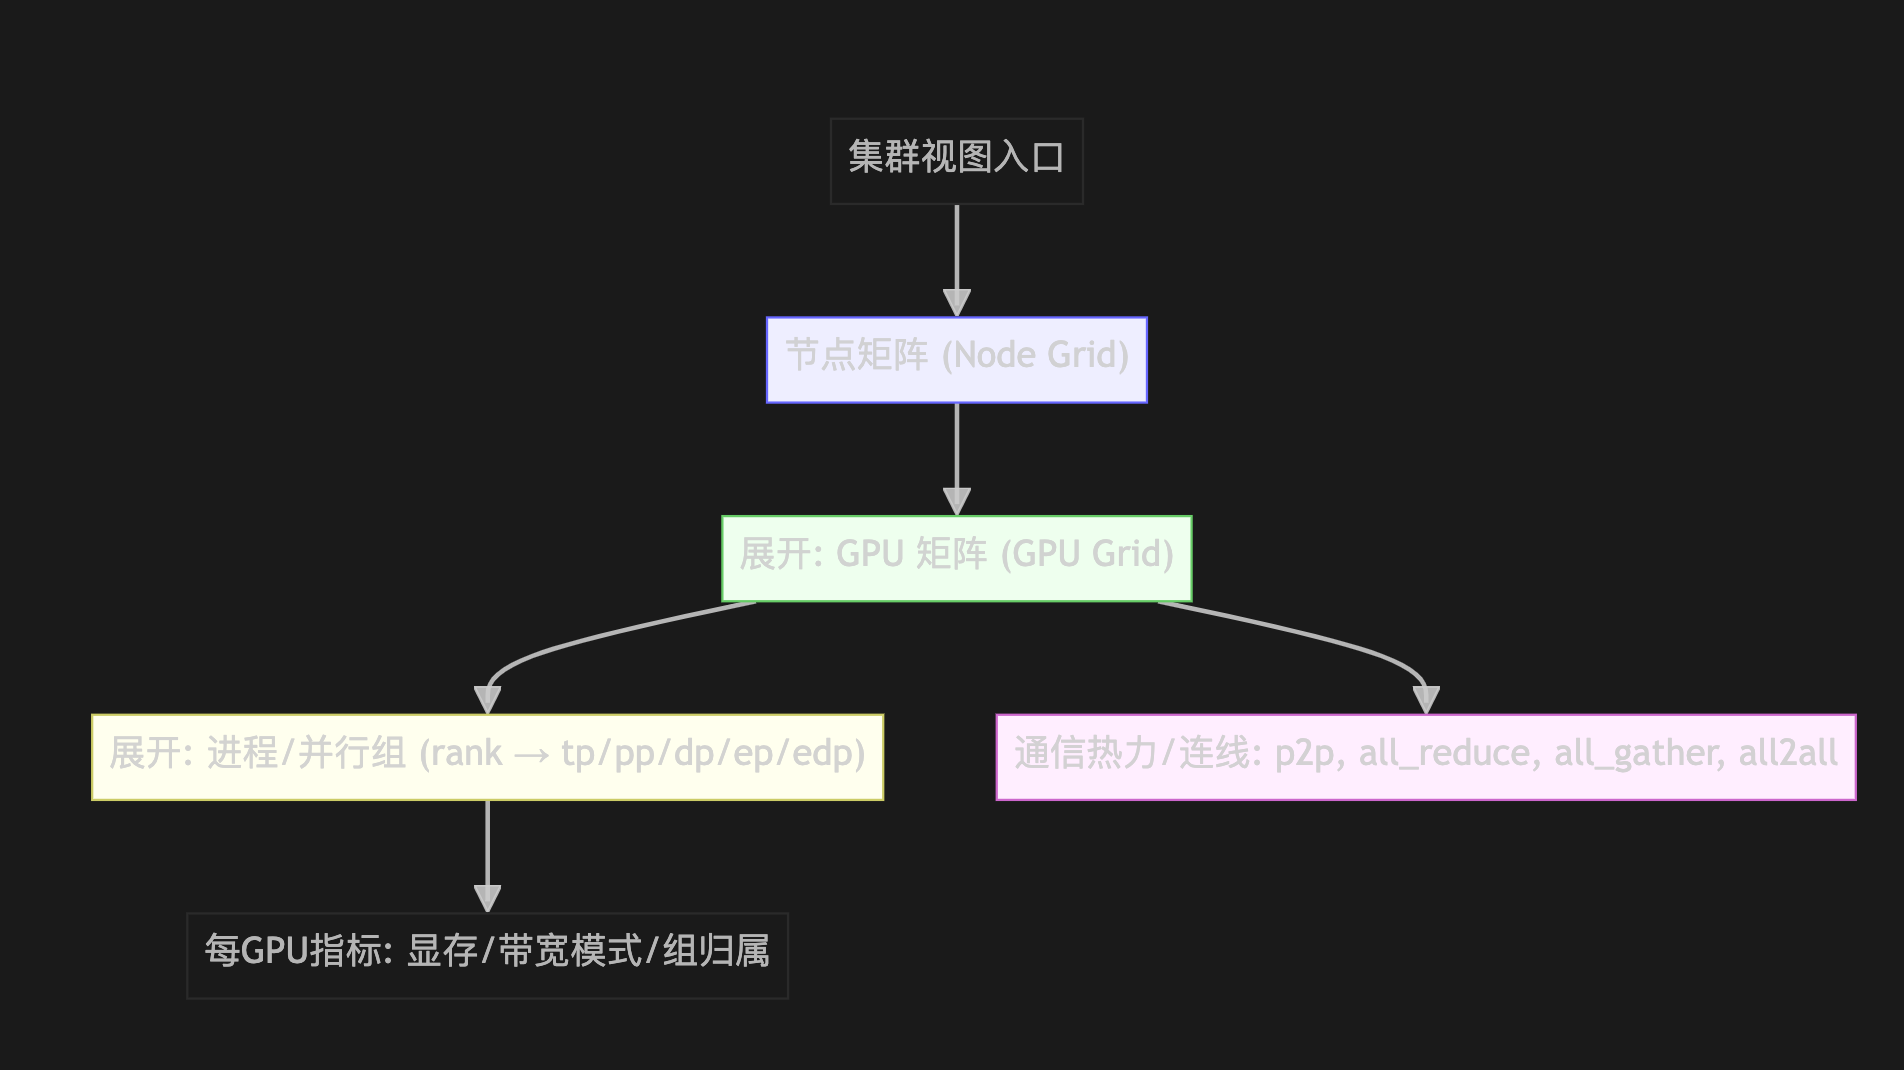 集群视图入口
节点矩阵 (Node Grid)
展开: GPU 矩阵 (GPU Grid)
展开: 进程/并行组 (rank → tp/pp/dp/ep/edp)
通信热力/连线: p2p, all_reduce, all_gather, all2all
每GPU指标: 显存/带宽模式/组归属